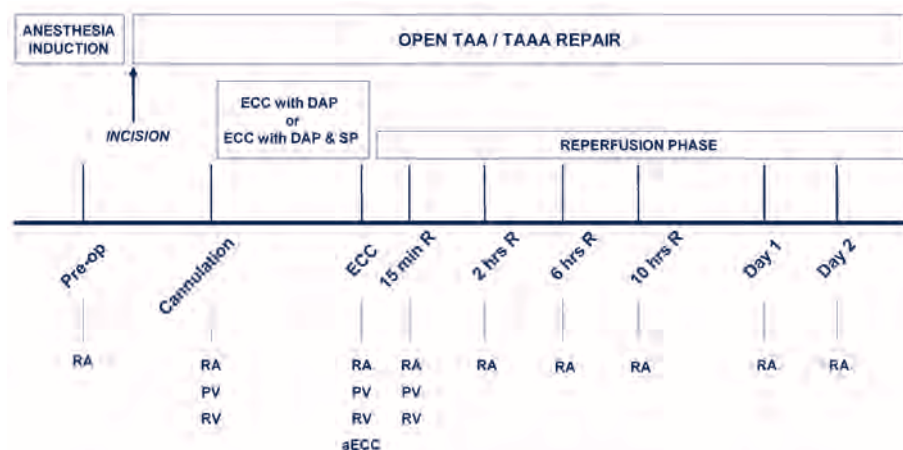 ANESTHESIA
INDUCTION
OPEN TAA / TAAA REPAIR
INCISION
ECC with DAP
or
ECC with DAP & SP
REPERFUSION PHASE
Pre-op
Cannulation
ECC
15 min R
2 hrs R
6 hrs R
10 hrs R
Day 1
Day 2
RA RA RA RA RA RA RA RA RA
PV PV PV
RV RV RV
aECC